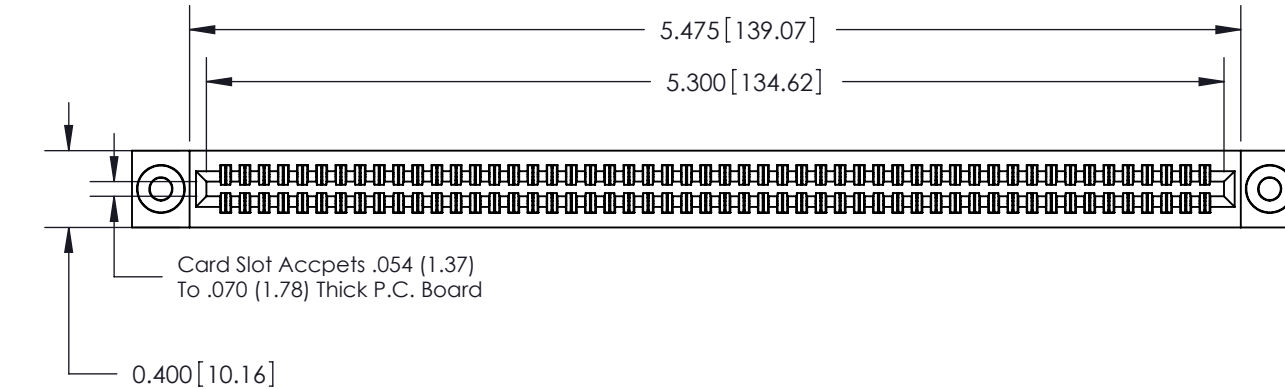 5.475[139.07]
5.300[134.62]
Card Slot Accpets .054 (1.37)
To .070 (1.78) Thick P.C. Board
0.400[10.16]